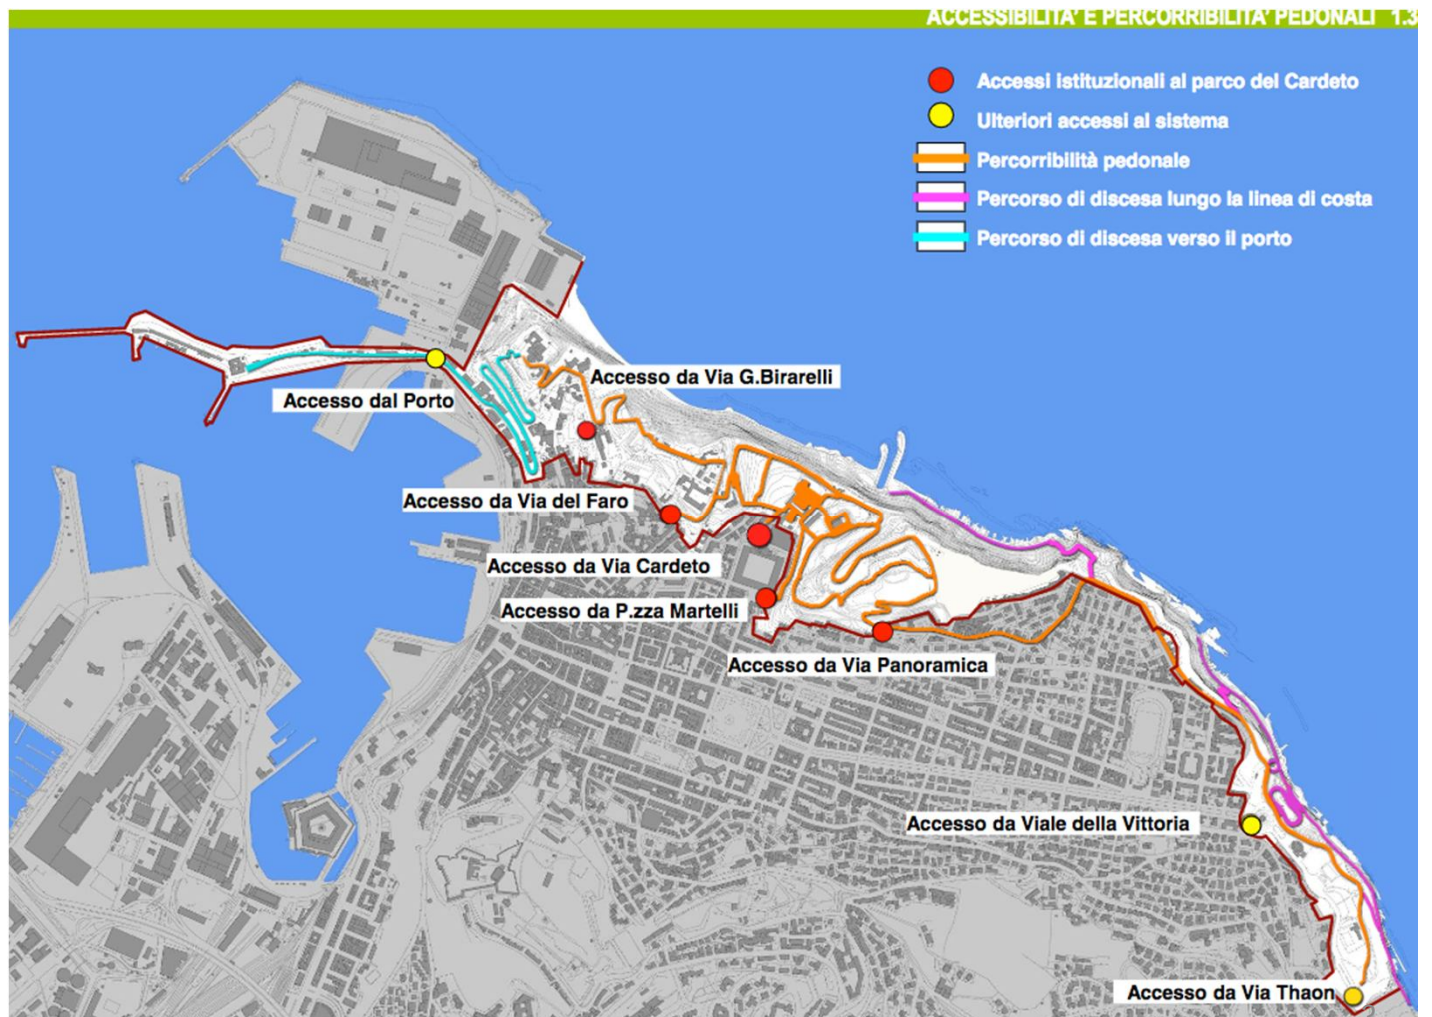 ACCESSIBILITA' E PERCORRIBILITA' PEDONALI 1.3
Accessi istituzionali al parco del Cardeto
Ulteriori accessi al sistema
Percorribilità pedonale
Percorso di discesa lungo la linea di costa
Percorso di discesa verso il porto
Accesso da Via G.Birarelli
Accesso dal Porto
Accesso da Via del Faro
Accesso da Via Cardeto
Accesso da P.zza Martelli
Accesso da Via Panoramica
Accesso da Viale della Vittoria
Accesso da Via Thaon